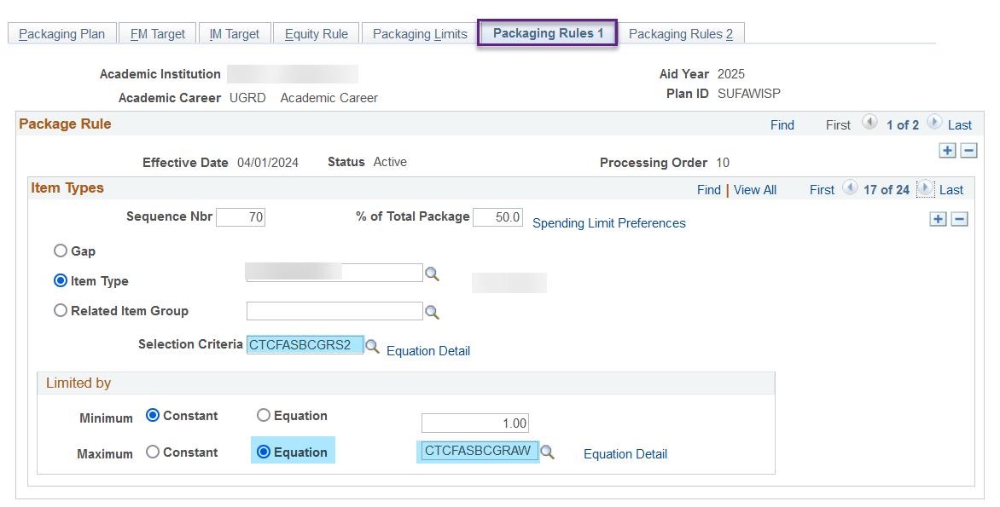 Packaging Plan FM Target IM Target Equity Rule Packaging Limits Packaging Rules 1 Packaging Rules 2
Academic Institution Aid Year 2025
Academic Career UGRD Academic Career Plan ID SUFAWISP
Package Rule Find First 1 of 2 Last
Effective Date 04/01/2024 Status Active Processing Order 10
Item Types Find | View All First 17 of 24 Last
Sequence Nbr 70 % of Total Package 50.0 Spending Limit Preferences
Gap
Item Type
Related Item Group
Selection Criteria CTCFASBCGRS2 Equation Detail
Limited by
Minimum Constant Equation 1.00
Maximum Constant Equation CTCFASBCGRAW Equation Detail